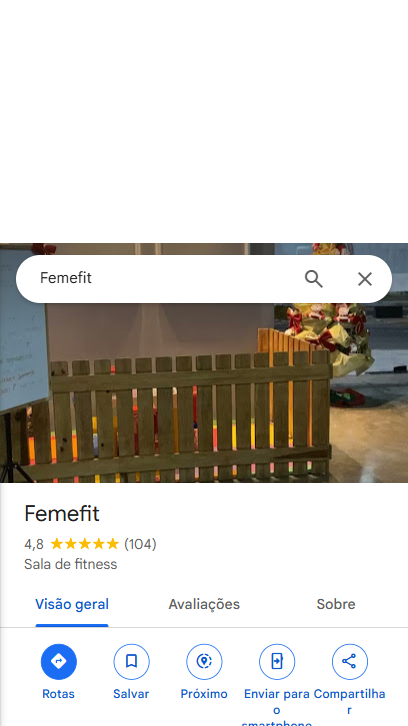 Femefit
Femefit
4,8 ★★★★★ (104)
Sala de fitness
Visão geral Avaliações Sobre
Rotas Salvar Próximo Enviar para o smartphone Compartilhar